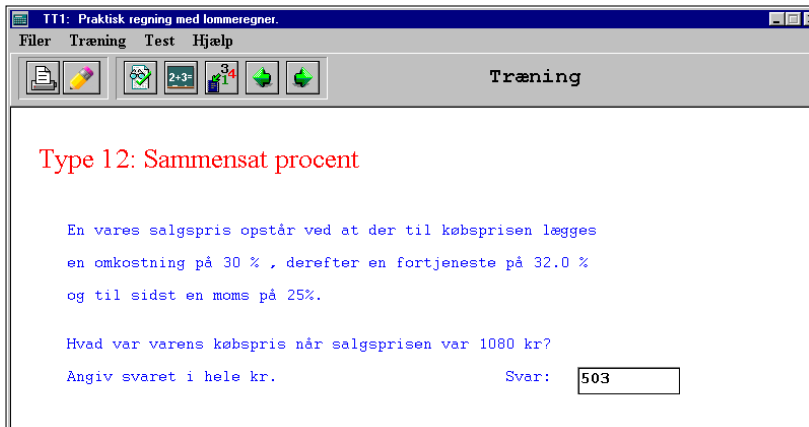 TT1: Praktisk regning med lommeregner.
Filer Træning Test Hjælp
2+3=
3
1 4
Træning
Type 12: Sammensat procent
En vares salgspris opstår ved at der til købsprisen lægges
en omkostning på 30 % , derefter en fortjeneste på 32.0 %
og til sidst en moms på 25%.
Hvad var varens købspris når salgsprisen var 1080 kr?
Angiv svaret i hele kr. Svar: 503